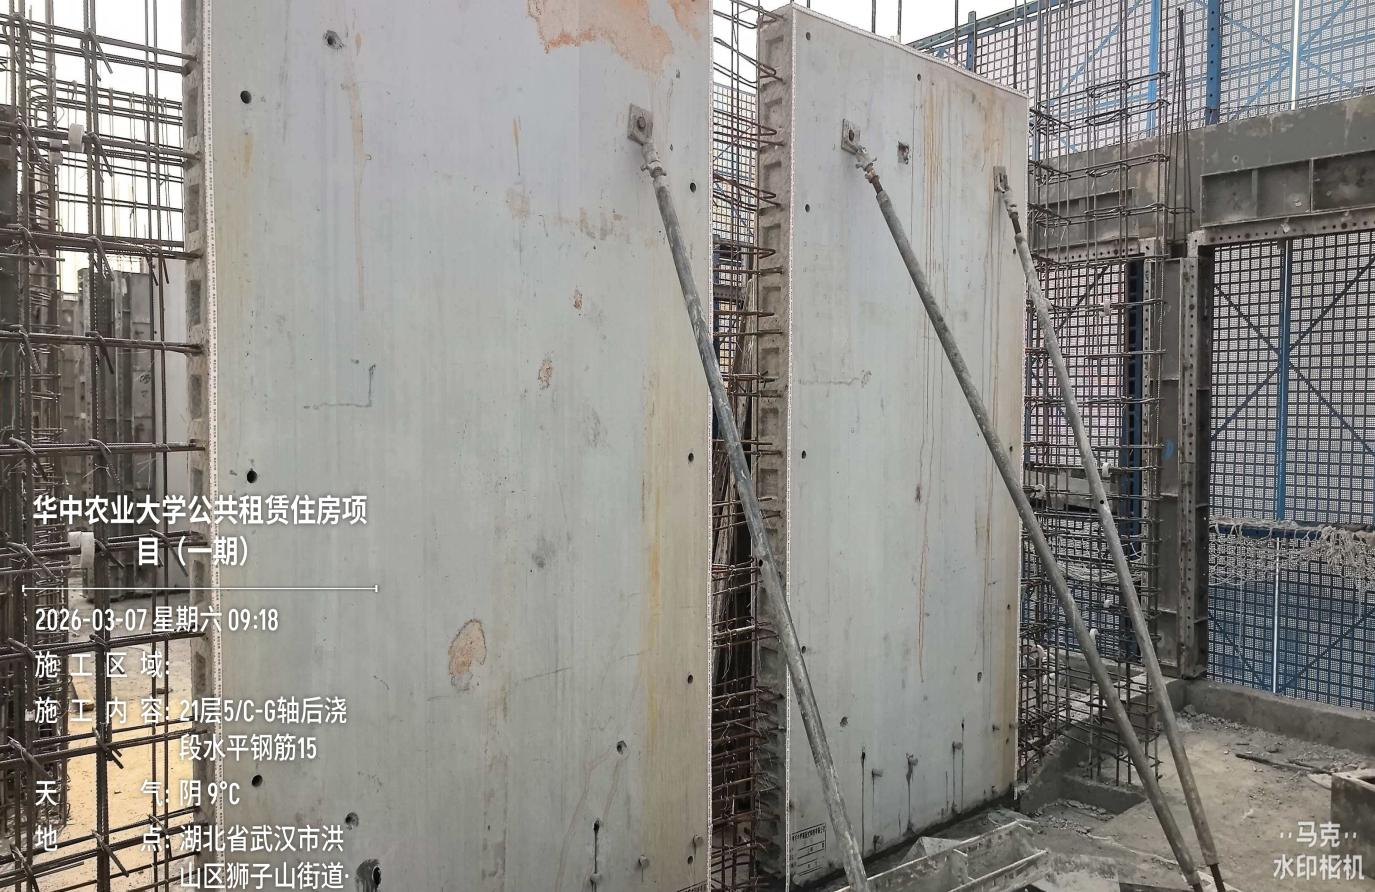 华中农业大学公共租赁住房项
目（一期）
2026-03-07 星期六 09:18
施工区域:
施工内容: 21层5/C-G轴后浇
段水平钢筋15
天气: 阴 9℃
地点: 湖北省武汉市洪
山区狮子山街道·
马克
水印相机